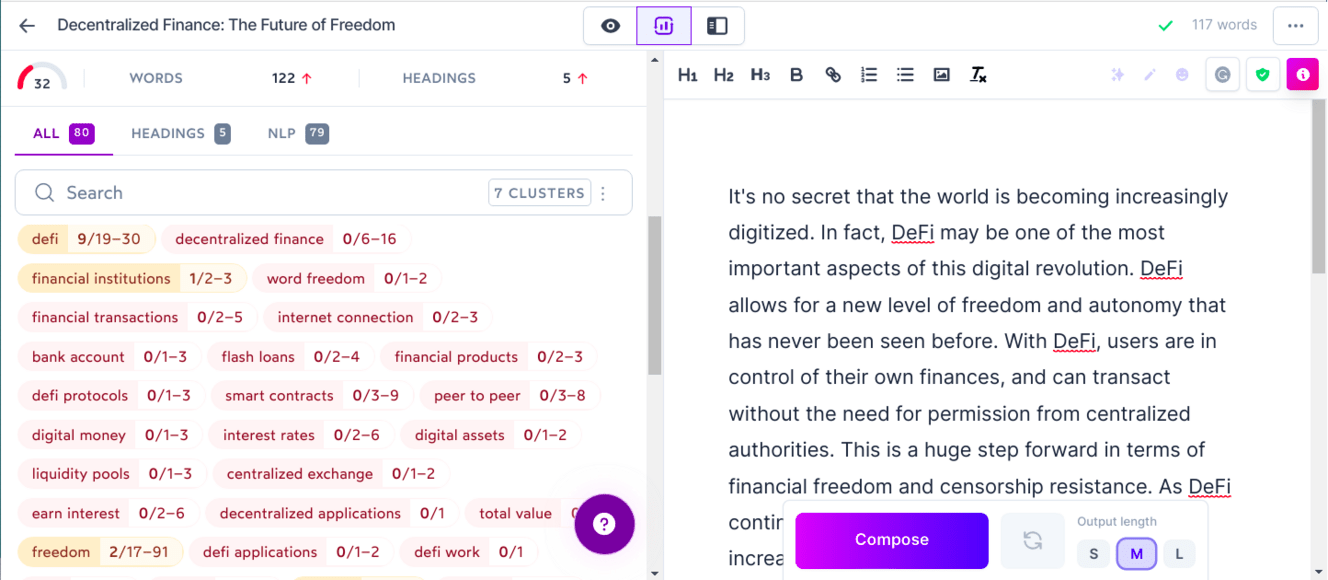 Decentralized Finance: The Future of Freedom
117 words
32
WORDS 122
HEADINGS 5
H1 H2 H3 B
ALL 80 HEADINGS 5 NLP 79
Search 7 CLUSTERS
defi 9/19–30 decentralized finance 0/6–16
financial institutions 1/2–3 word freedom 0/1–2
financial transactions 0/2–5 internet connection 0/2–3
bank account 0/1–3 flash loans 0/2–4 financial products 0/2–3
defi protocols 0/1–3 smart contracts 0/3–9 peer to peer 0/3–8
digital money 0/1–3 interest rates 0/2–6 digital assets 0/1–2
liquidity pools 0/1–3 centralized exchange 0/1–2
earn interest 0/2–6 decentralized applications 0/1 total value
freedom 2/17–91 defi applications 0/1–2 defi work 0/1
?
It's no secret that the world is becoming increasingly
digitized. In fact, DeFi may be one of the most
important aspects of this digital revolution. DeFi
allows for a new level of freedom and autonomy that
has never been seen before. With DeFi, users are in
control of their own finances, and can transact
without the need for permission from centralized
authorities. This is a huge step forward in terms of
financial freedom and censorship resistance. As DeFi
Compose
Output length
S M L